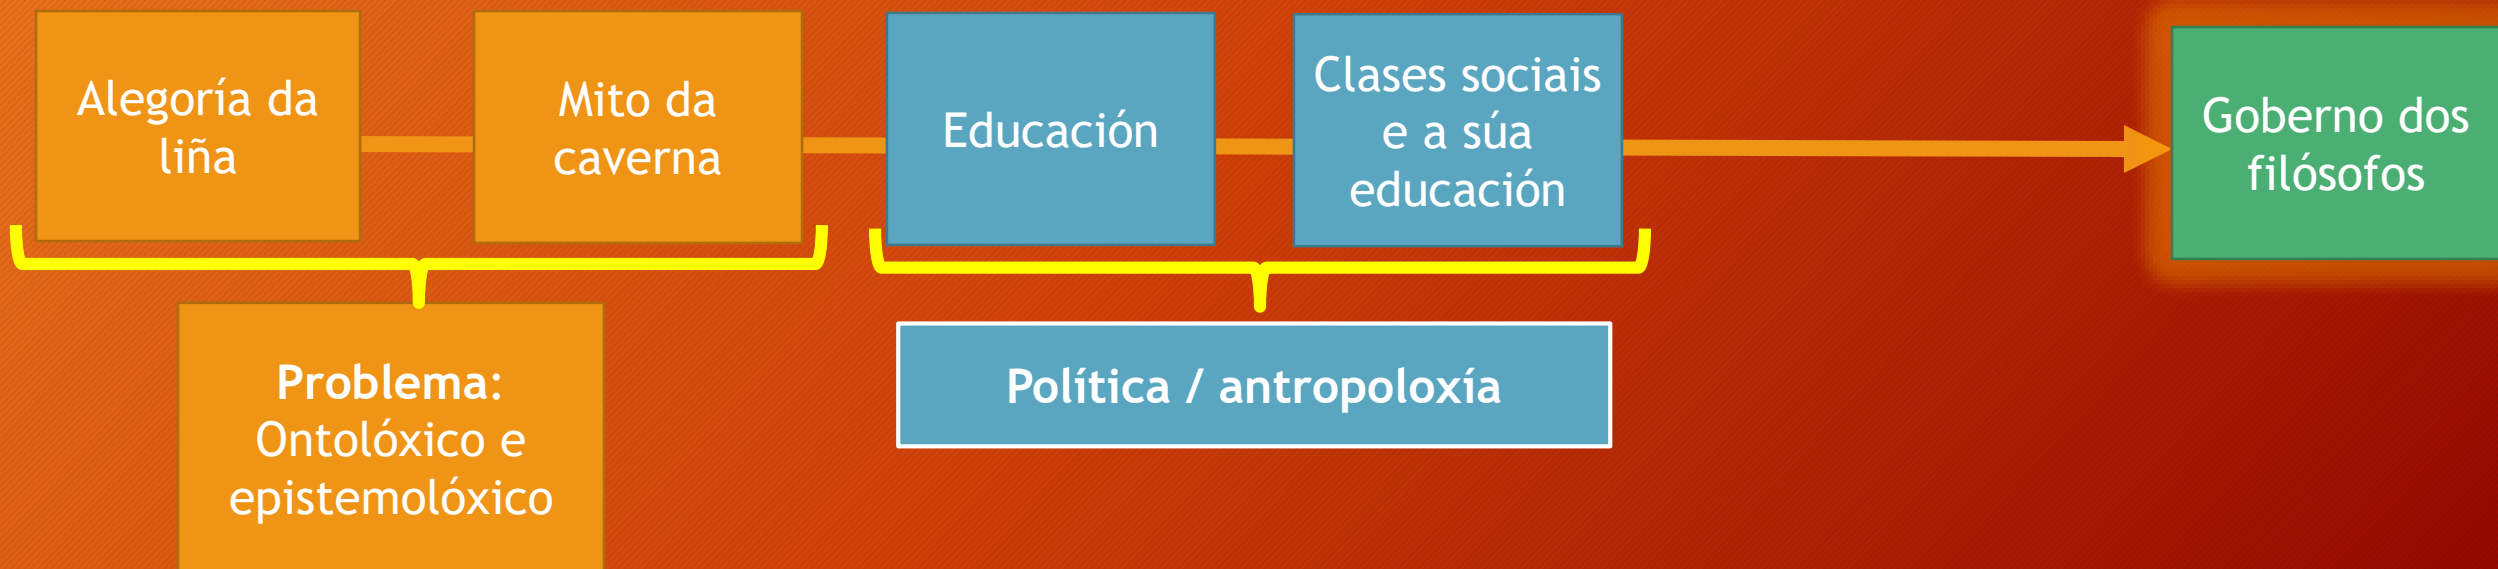 Alegoría da
liña
Mito da
caverna
Educación
Clases sociais
e a súa
educación
Goberno dos
filósofos
Problema:
Ontolóxico e
epistemolóxico
Política / antropoloxía